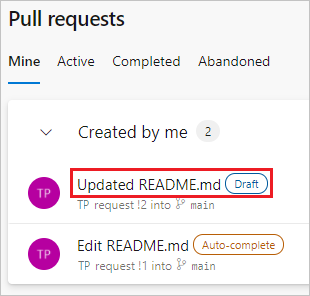 Pull requests
Mine Active Completed Abandoned
Created by me 2
TP Updated README.md Draft
TP request !2 into main
TP Edit README.md Auto-complete
TP request !1 into main